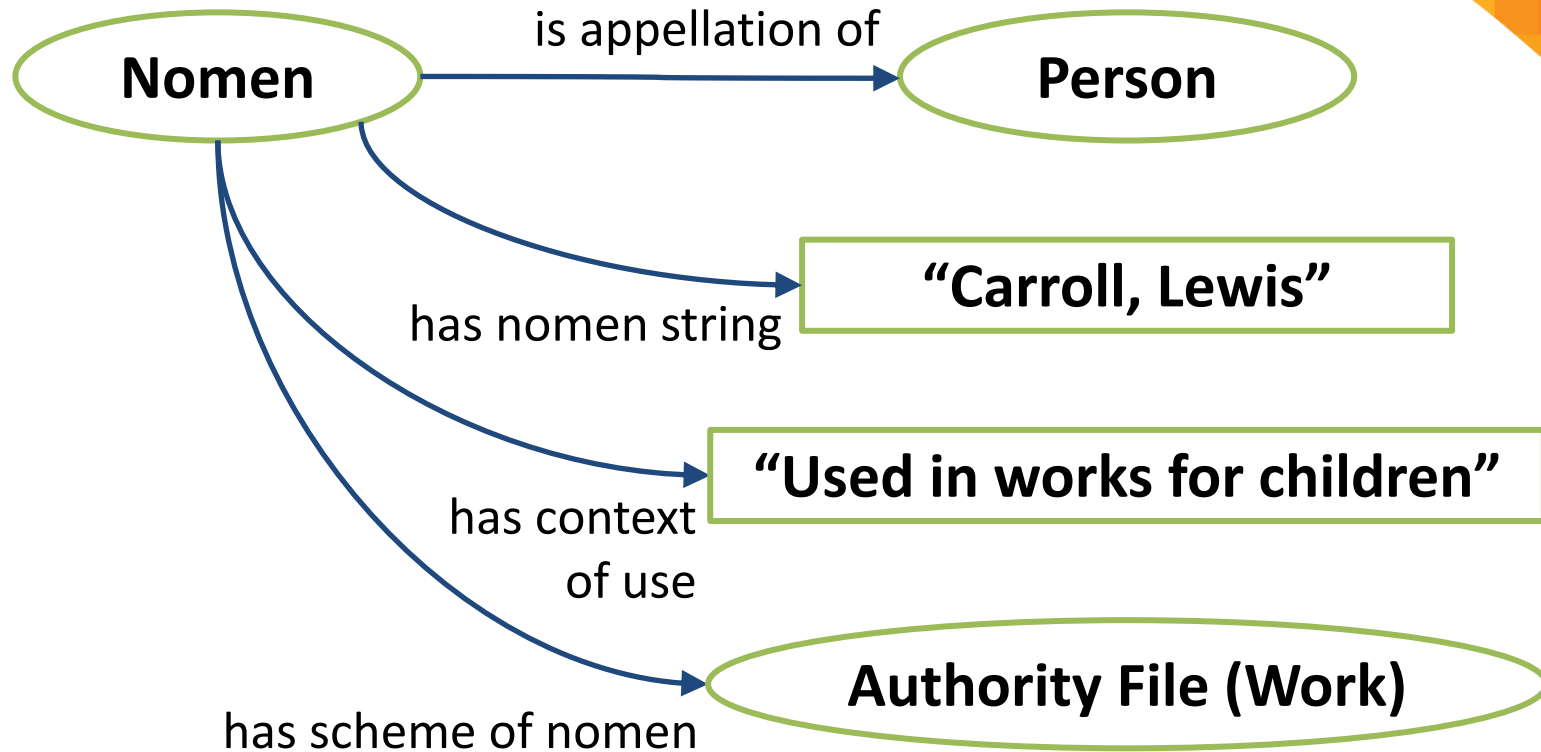 is appellation of
Nomen
Person
“Carroll, Lewis”
has nomen string
“Used in works for children”
has context
of use
Authority File (Work)
has scheme of nomen